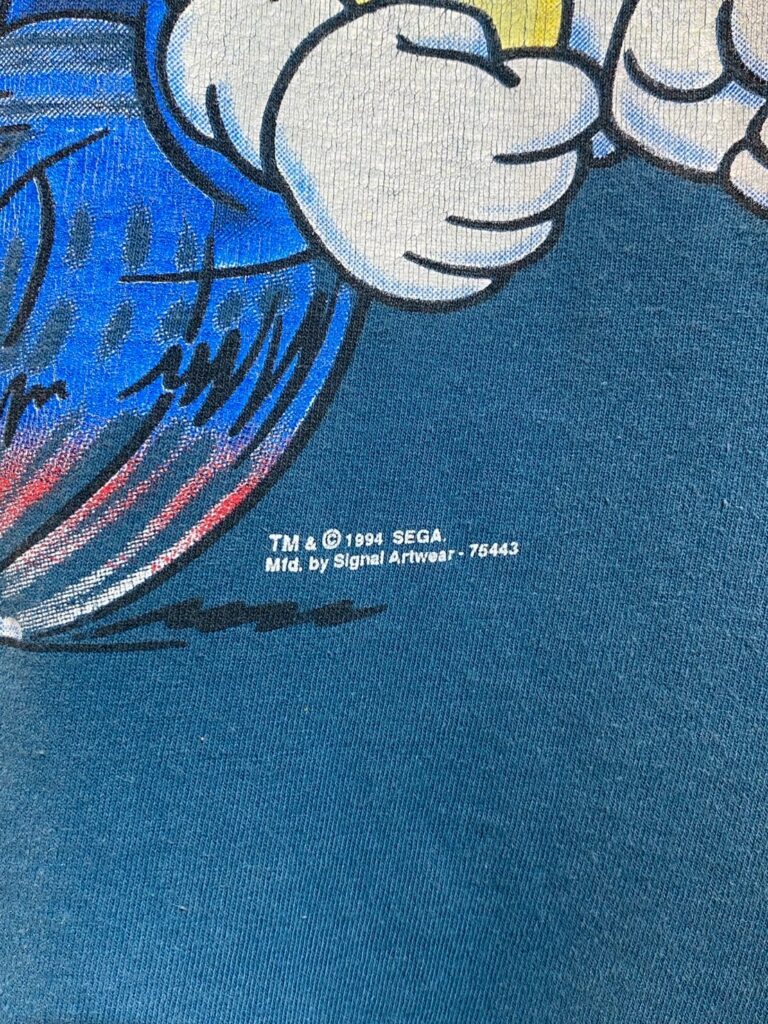 TM & © 1994 SEGA.
Mfd. by Signal Artwear - 75443